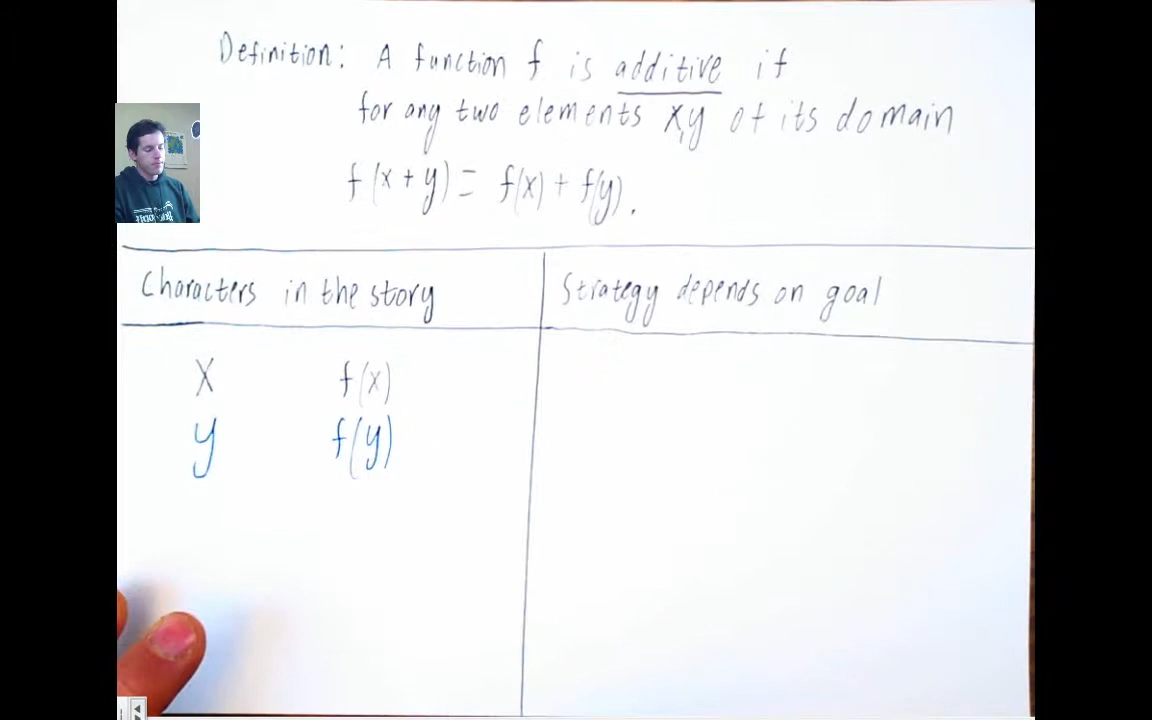 Definition: A function f is additive if
for any two elements x,y of its domain
f(x+y) = f(x) + f(y).
Characters in the story
Strategy depends on goal
x f(x)
y f(y)